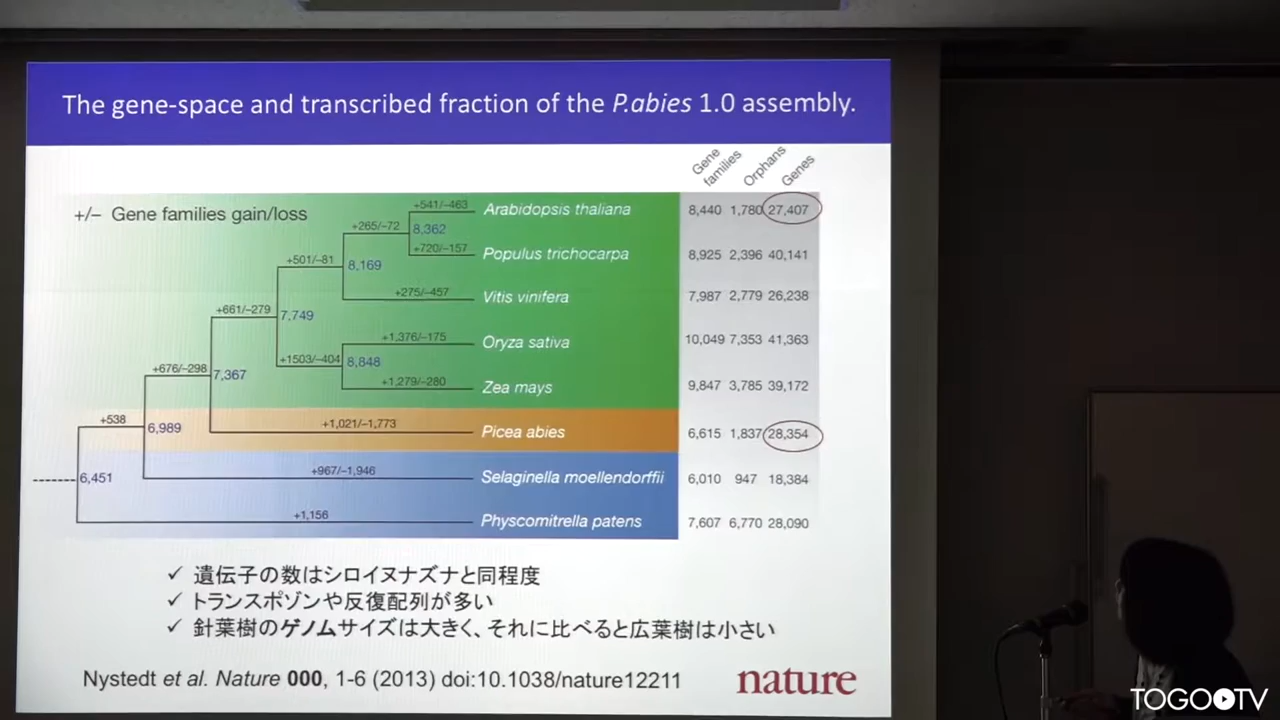 The gene-space and transcribed fraction of the P.abies 1.0 assembly.
Gene families Orphans Genes
+/− Gene families gain/loss
+541/−463 Arabidopsis thaliana 8,440 1,780 27,407
+265/−72 8,362
+720/−157 Populus trichocarpa 8,925 2,396 40,141
+501/−81 8,169
+275/−457 Vitis vinifera 7,987 2,779 26,238
+661/−279 7,749
+1,376/−175 Oryza sativa 10,049 7,353 41,363
+1503/−404 8,848
+676/−298 7,367
+1,279/−280 Zea mays 9,847 3,785 39,172
+538 6,989
+1,021/−1,773 Picea abies 6,615 1,837 28,354
6,451
+967/−1,946 Selaginella moellendorffii 6,010 947 18,384
+1,156 Physcomitrella patens 7,607 6,770 28,090
✓ 遺伝子の数はシロイヌナズナと同程度
✓ トランスポゾンや反復配列が多い
✓ 針葉樹のゲノムサイズは大きく、それに比べると広葉樹は小さい
Nystedt et al. Nature 000, 1-6 (2013) doi:10.1038/nature12211
nature
TOGOTV